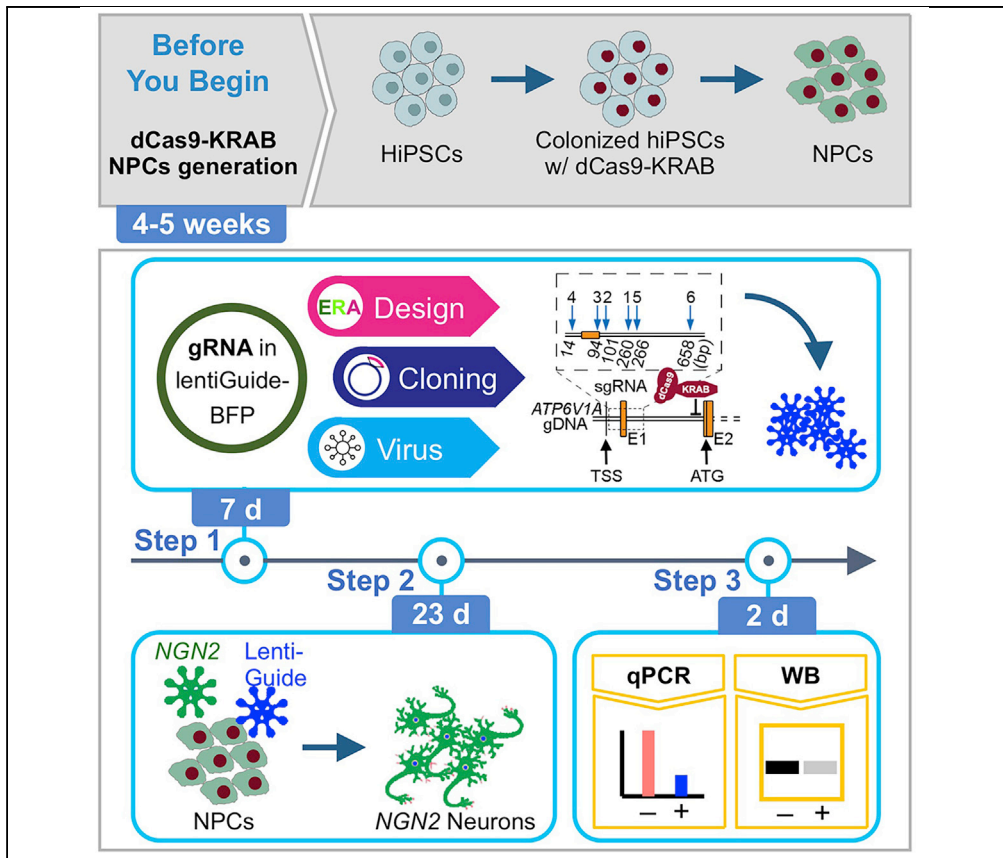 Before
You Begin
dCas9-KRAB
NPCs generation
HiPSCs
Colonized hiPSCs
w/ dCas9-KRAB
NPCs
4-5 weeks
gRNA in
lentiGuide-
BFP
ERA Design
Cloning
Virus
4 32 15 6
14 94 101 260 266 658 (bp)
sgRNA
dCas9
KRAB
ATP6V1A
gDNA
E1
E2
TSS
ATG
7 d
Step 1
Step 2
23 d
Step 3
2 d
NGN2
Lenti-
Guide
NPCs
NGN2 Neurons
qPCR
WB
– +
– +